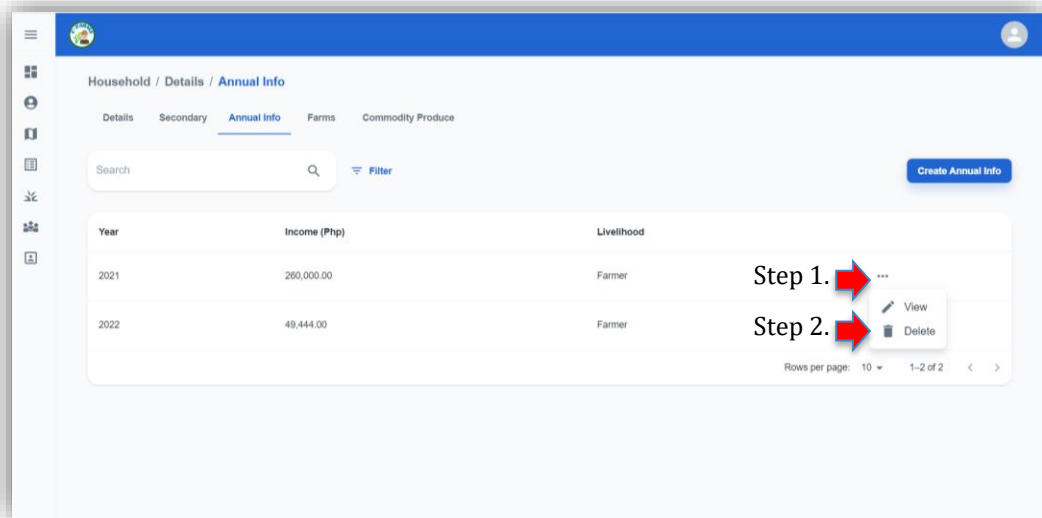 Household / Details / Annual Info
Details Secondary Annual Info Farms Commodity Produce
Search Filter Create Annual Info
Year Income (Php) Livelihood
2021 260,000.00 Farmer Step 1. ...
View
2022 49,444.00 Farmer Step 2. Delete
Rows per page: 10 1–2 of 2 < >